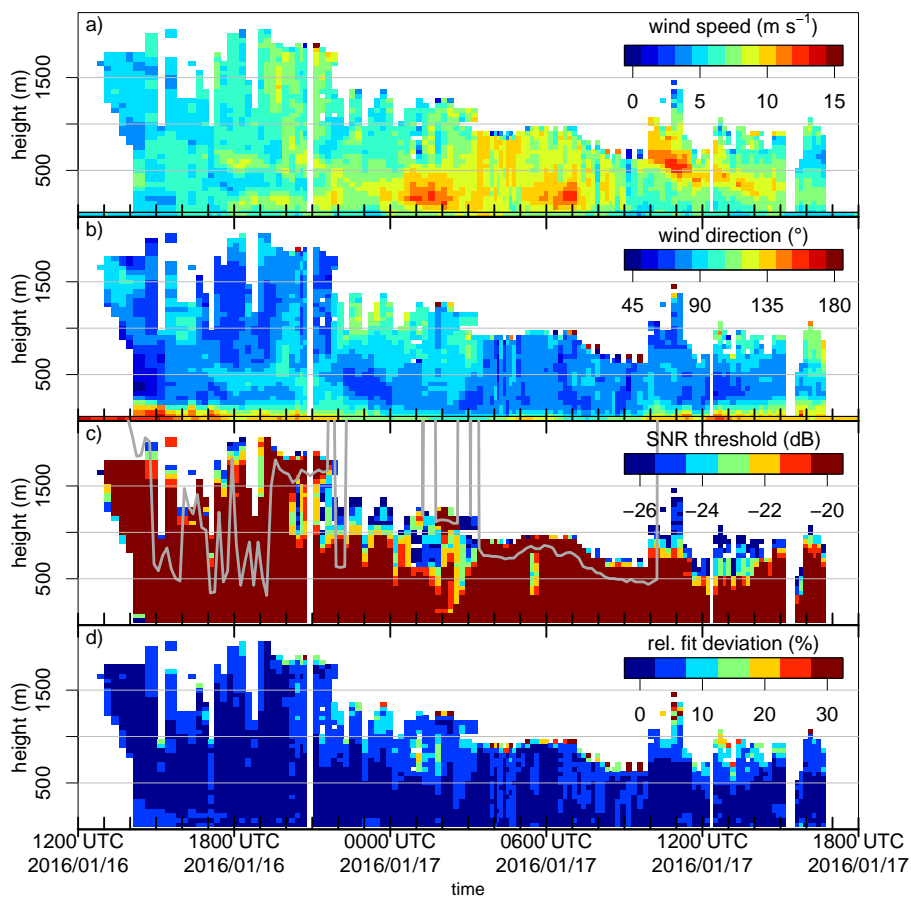 a)
wind speed (m s−1)
0 5 10 15
height (m)
500 1500
b)
wind direction (°)
45 90 135 180
height (m)
500 1500
c)
SNR threshold (dB)
−26 −24 −22 −20
height (m)
500 1500
d)
rel. fit deviation (%)
0 10 20 30
height (m)
500 1500
1200 UTC 1800 UTC 0000 UTC 0600 UTC 1200 UTC 1800 UTC
2016/01/16 2016/01/16 2016/01/17 2016/01/17 2016/01/17 2016/01/17
time